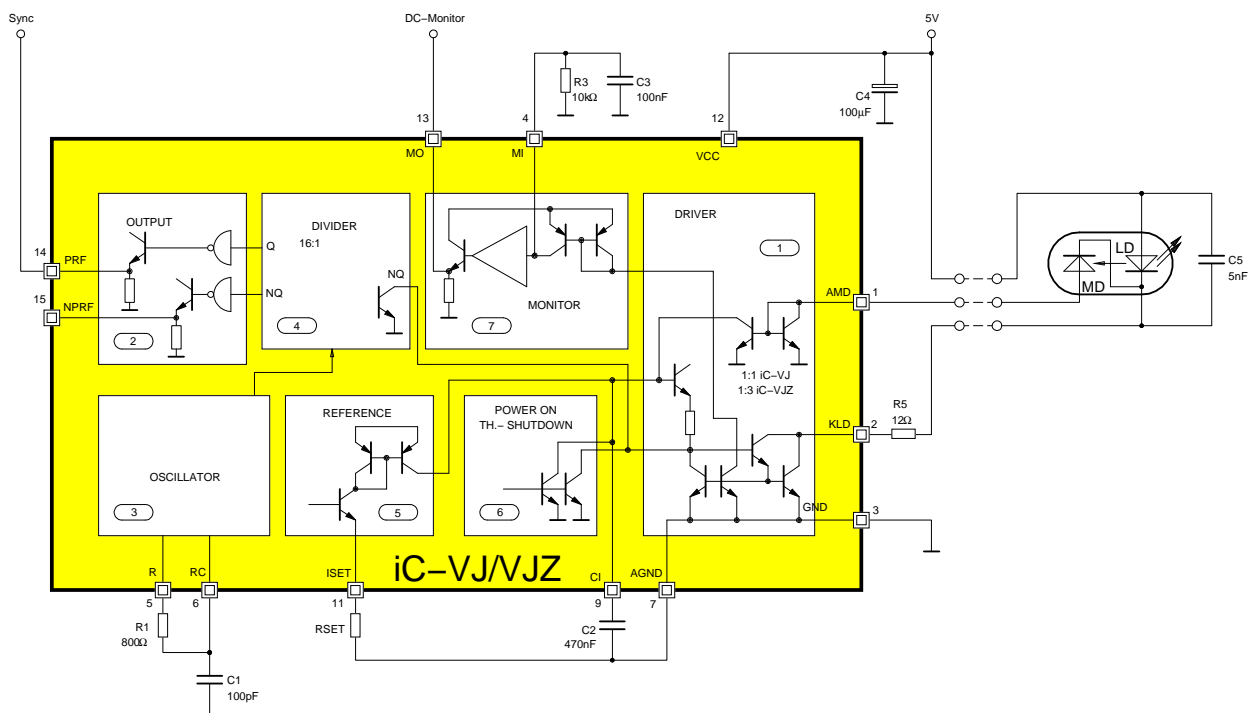 Sync
DC−Monitor
5V
R3
10kΩ
C3
100nF
C4
100µF
13
4
12
MO
MI
VCC
OUTPUT
DIVIDER
16:1
DRIVER
1
Q
NQ
NQ
MONITOR
14
PRF
15
NPRF
2
4
7
AMD
1
LD
MD
C5
5nF
1:1 iC−VJ
1:3 iC−VJZ
REFERENCE
POWER ON
TH.− SHUTDOWN
R5
12Ω
KLD
2
OSCILLATOR
3
5
6
GND
3
iC−VJ/VJZ
R
RC
ISET
CI
AGND
5
6
11
9
7
R1
800Ω
RSET
C2
470nF
C1
100pF